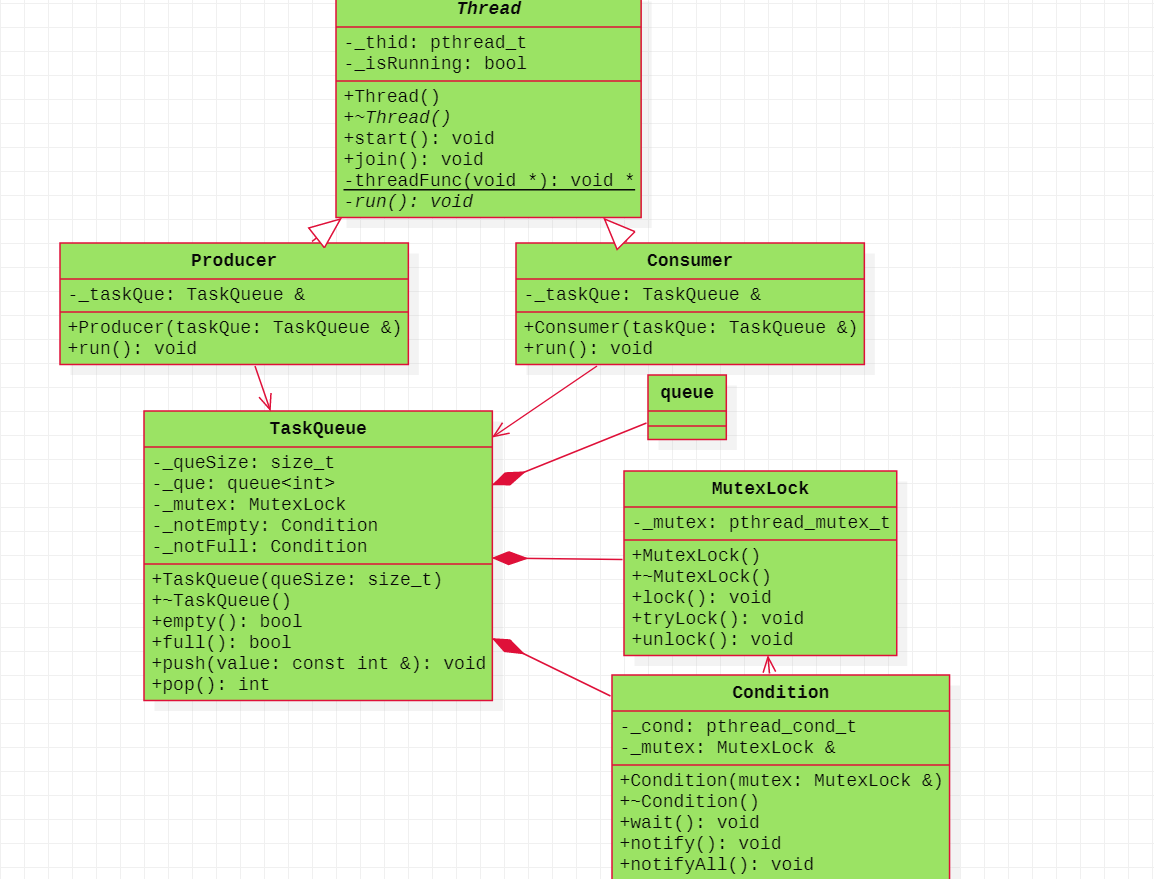 Thread
-_thid: pthread_t
-_isRunning: bool
+Thread()
+~Thread()
+start(): void
+join(): void
-threadFunc(void *): void *
-run(): void
Producer
-_taskQue: TaskQueue &
+Producer(taskQue: TaskQueue &)
+run(): void
Consumer
-_taskQue: TaskQueue &
+Consumer(taskQue: TaskQueue &)
+run(): void
queue
TaskQueue
-_queSize: size_t
-_que: queue<int>
-_mutex: MutexLock
-_notEmpty: Condition
-_notFull: Condition
+TaskQueue(queSize: size_t)
+~TaskQueue()
+empty(): bool
+full(): bool
+push(value: const int &): void
+pop(): int
MutexLock
-_mutex: pthread_mutex_t
+MutexLock()
+~MutexLock()
+lock(): void
+tryLock(): void
+unlock(): void
Condition
-_cond: pthread_cond_t
-_mutex: MutexLock &
+Condition(mutex: MutexLock &)
+~Condition()
+wait(): void
+notify(): void
+notifyAll(): void